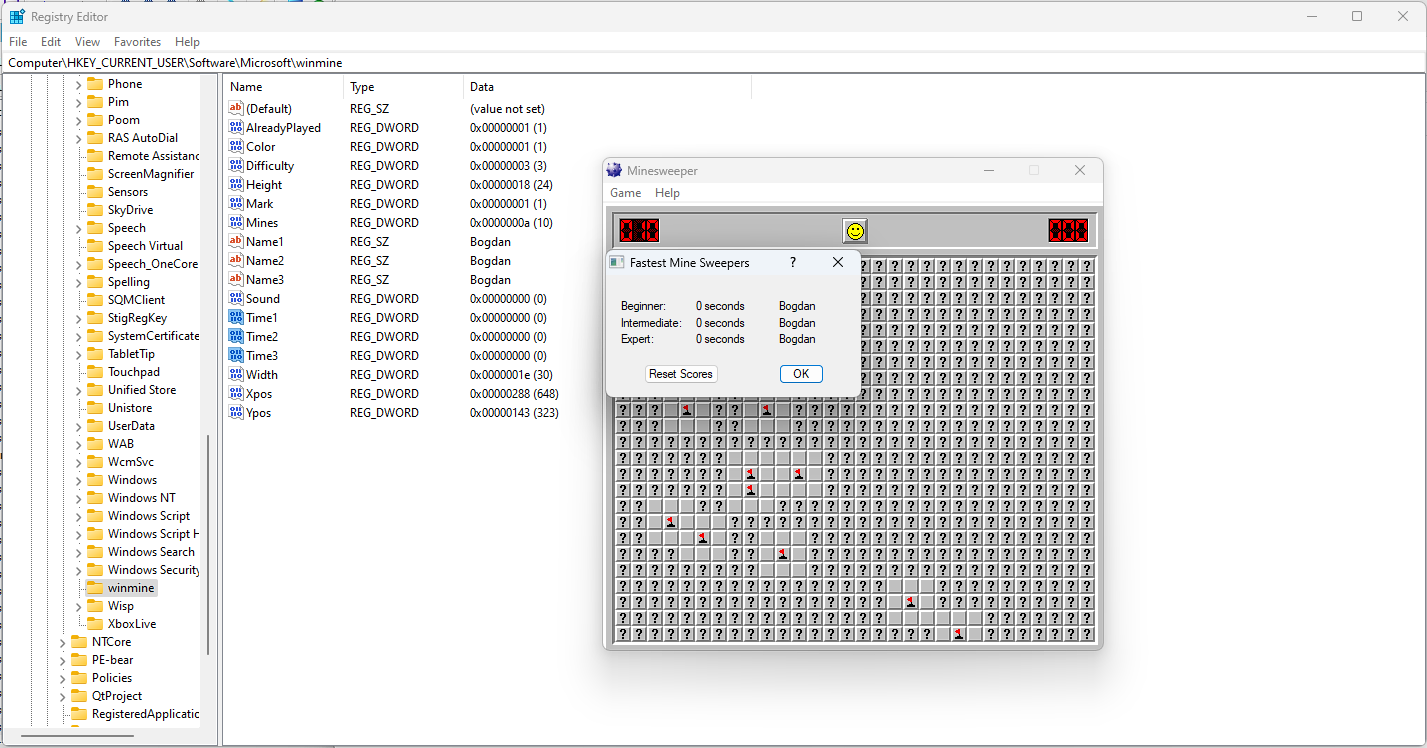 Registry Editor
File Edit View Favorites Help
Computer\HKEY_CURRENT_USER\Software\Microsoft\winmine
Phone
Pim
Poom
RAS AutoDial
Remote Assistanc
ScreenMagnifier
Sensors
SkyDrive
Speech
Speech Virtual
Speech_OneCore
Spelling
SQMClient
StigRegKey
SystemCertificate
TabletTip
Touchpad
Unified Store
Unistore
UserData
WAB
WcmSvc
Windows
Windows NT
Windows Script
Windows Script H
Windows Search
Windows Security
winmine
Wisp
XboxLive
NTCore
PE-bear
Policies
QtProject
RegisteredApplicatio
Name Type Data
(Default) REG_SZ (value not set)
AlreadyPlayed REG_DWORD 0x00000001 (1)
Color REG_DWORD 0x00000001 (1)
Difficulty REG_DWORD 0x00000003 (3)
Height REG_DWORD 0x00000018 (24)
Mark REG_DWORD 0x00000001 (1)
Mines REG_DWORD 0x0000000a (10)
Name1 REG_SZ Bogdan
Name2 REG_SZ Bogdan
Name3 REG_SZ Bogdan
Sound REG_DWORD 0x00000000 (0)
Time1 REG_DWORD 0x00000000 (0)
Time2 REG_DWORD 0x00000000 (0)
Time3 REG_DWORD 0x00000000 (0)
Width REG_DWORD 0x0000001e (30)
Xpos REG_DWORD 0x00000288 (648)
Ypos REG_DWORD 0x00000143 (323)
Minesweeper
Game Help
Fastest Mine Sweepers ?
Beginner: 0 seconds Bogdan
Intermediate: 0 seconds Bogdan
Expert: 0 seconds Bogdan
Reset Scores OK